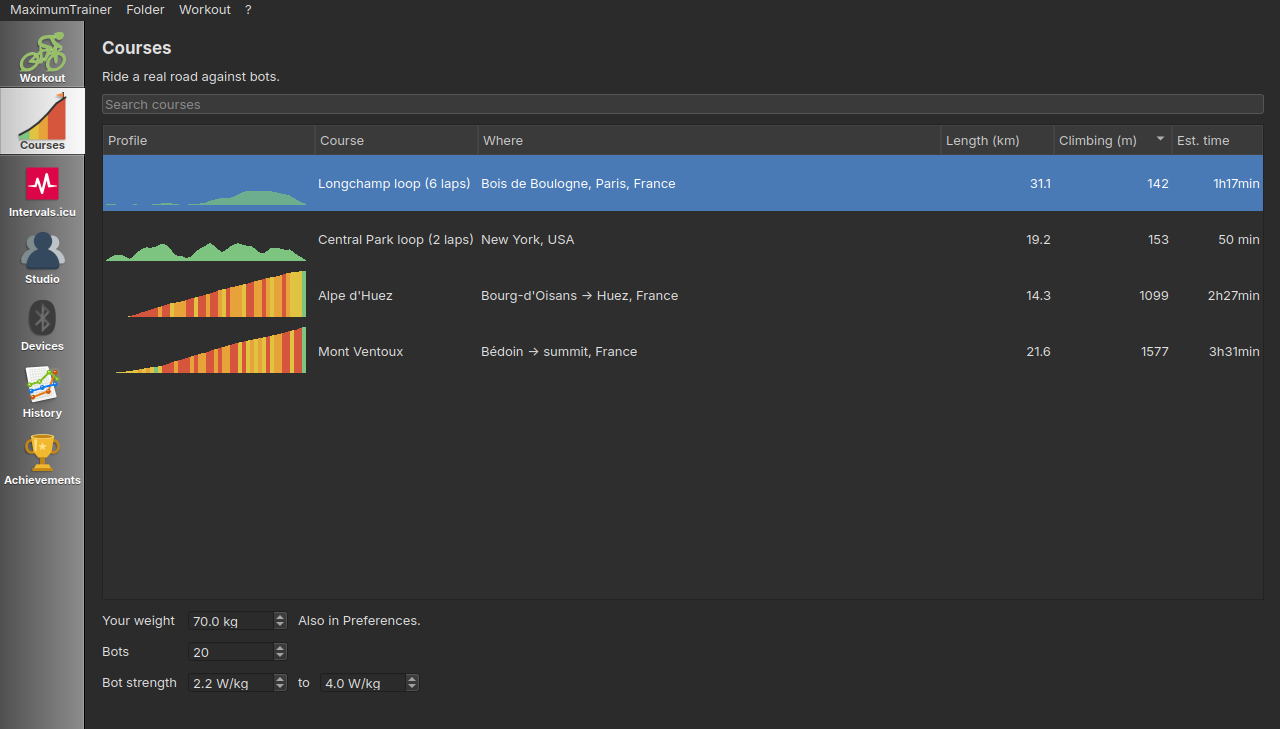 MaximumTrainer Folder Workout ?
Workout
Courses
Intervals.icu
Studio
Devices
History
Achievements
Courses
Ride a real road against bots.
Search courses
Profile Course Where Length (km) Climbing (m) Est. time
Longchamp loop (6 laps) Bois de Boulogne, Paris, France 31.1 142 1h17min
Central Park loop (2 laps) New York, USA 19.2 153 50 min
Alpe d'Huez Bourg-d'Oisans → Huez, France 14.3 1099 2h27min
Mont Ventoux Bédoin → summit, France 21.6 1577 3h31min
Your weight 70.0 kg Also in Preferences.
Bots 20
Bot strength 2.2 W/kg to 4.0 W/kg